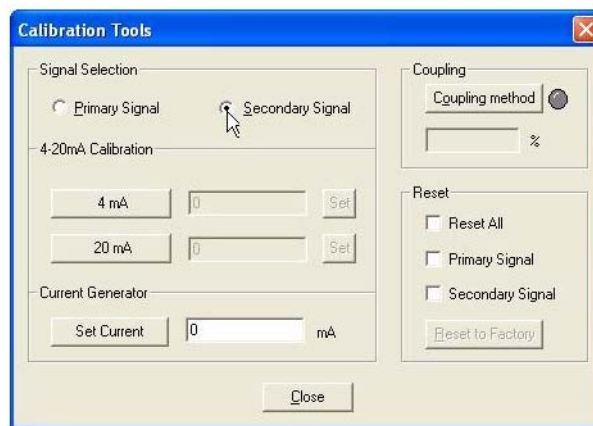 Calibration Tools
Signal Selection
Primary Signal
Secondary Signal
4-20mA Calibration
4 mA
0
Set
20 mA
0
Set
Current Generator
Set Current
0
mA
Coupling
Coupling method
%
Reset
Reset All
Primary Signal
Secondary Signal
Reset to Factory
Close